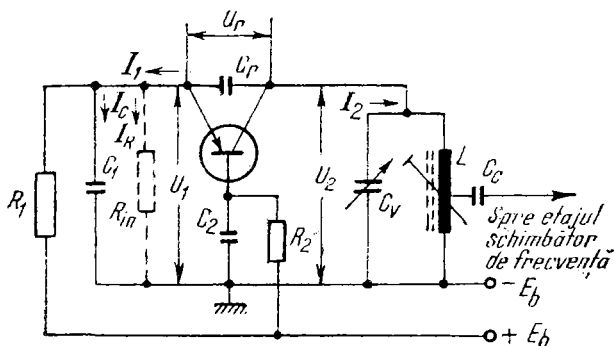 U_r
I_1
C_r
I_c
I_R
I_2
R_1
C_1
R_in
U_1
C_2
R_2
U_2
C_v
L
C_c
Spre etajul
schimbător
de frecvență
- E_b
+ E_b